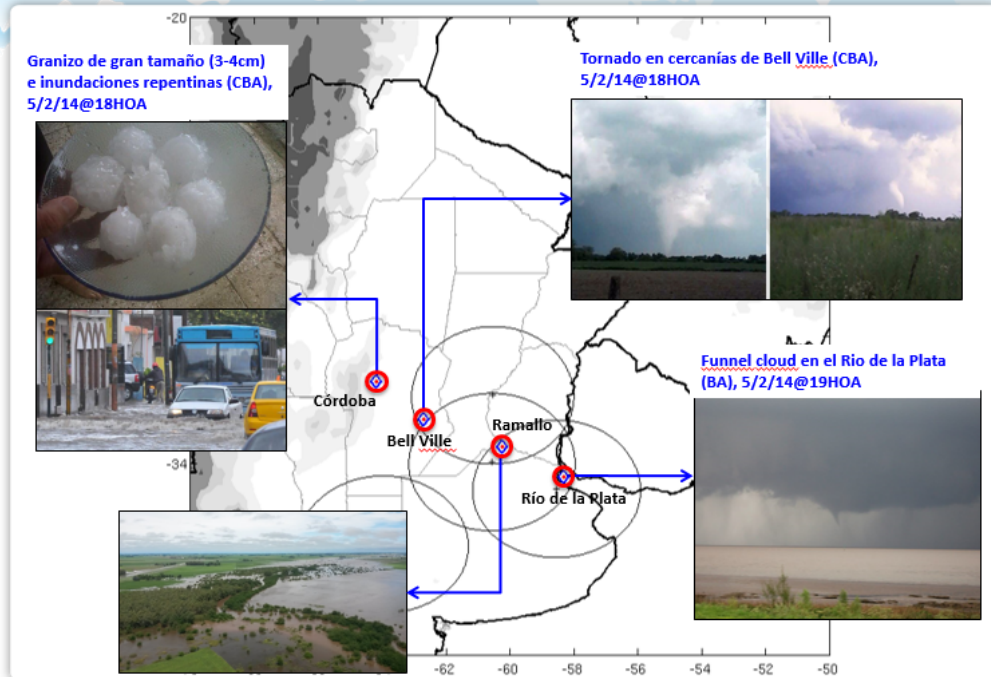 -20
Granizo de gran tamaño (3-4cm)
e inundaciones repentinas (CBA),
5/2/14@18HOA
Tornado en cercanías de Bell Ville (CBA),
5/2/14@18HOA
Funnel cloud en el Rio de la Plata
(BA), 5/2/14@19HOA
Córdoba
Bell Ville
Ramallo
-34
Río de la Plata
-62
-60
-58
-56
-54
-52
-50